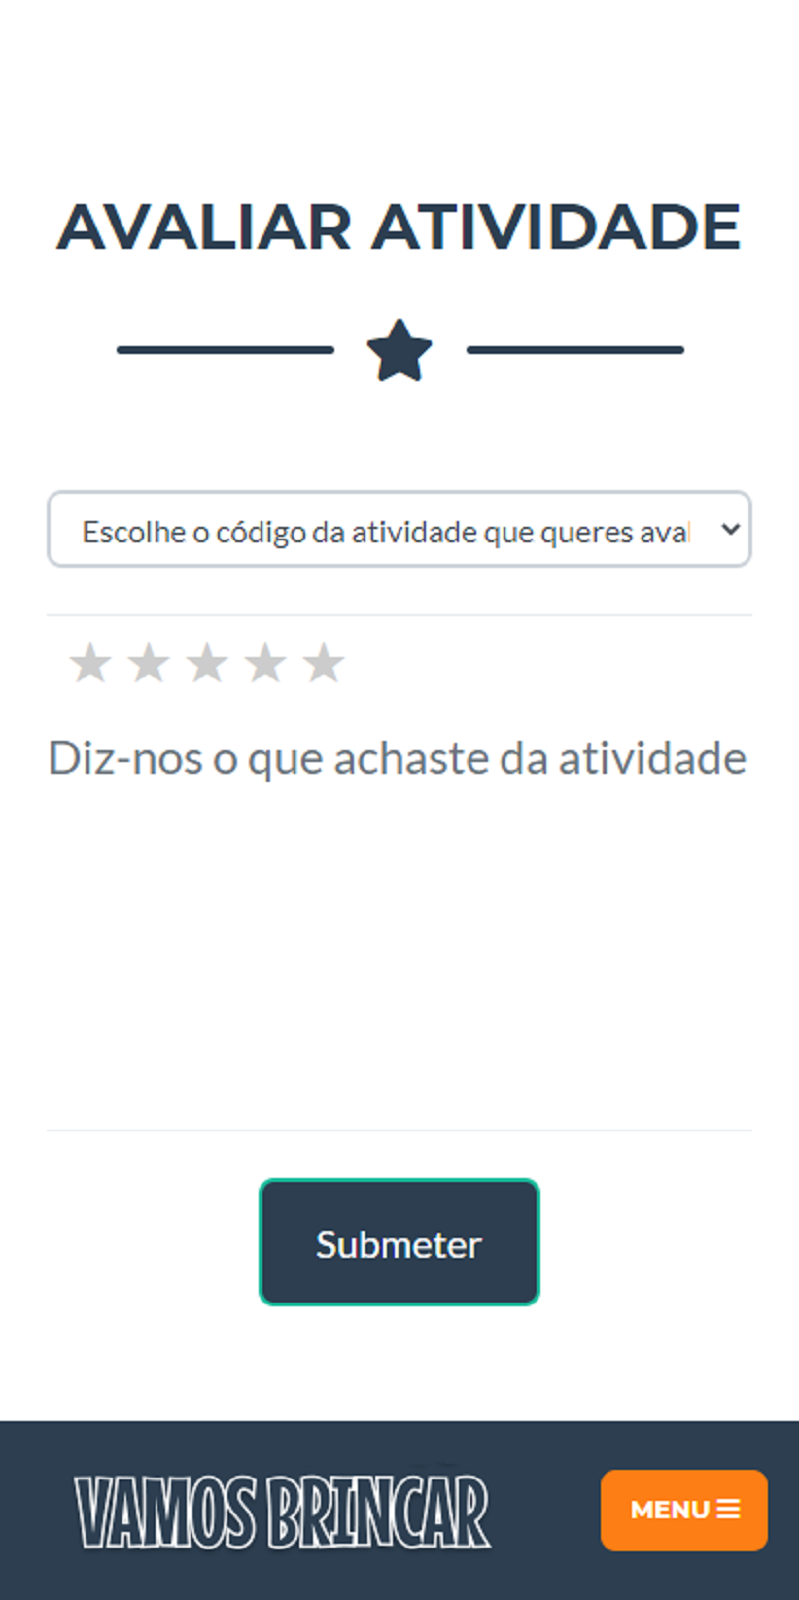 AVALIAR ATIVIDADE
Escolhe o código da atividade que queres aval
Diz-nos o que achaste da atividade
Submeter
VAMOS BRINCAR
MENU